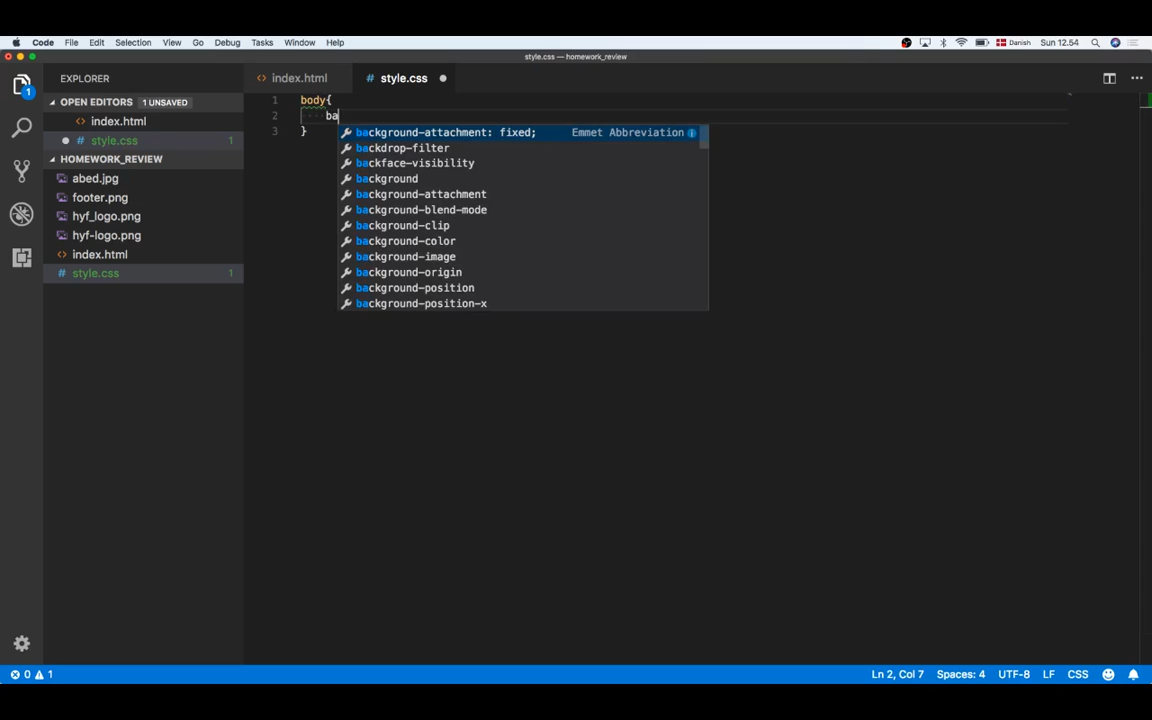 Code File Edit Selection View Go Debug Tasks Window Help Danish Sun 12.54
style.css — homework_review
EXPLORER
OPEN EDITORS 1 UNSAVED
index.html
style.css 1
HOMEWORK_REVIEW
abed.jpg
footer.png
hyf_logo.png
hyf-logo.png
index.html
style.css 1
1
index.html style.css
1 body{
2 ba
3 }
background-attachment: fixed; Emmet Abbreviation
backdrop-filter
backface-visibility
background
background-attachment
background-blend-mode
background-clip
background-color
background-image
background-origin
background-position
background-position-x
0 1 Ln 2, Col 7 Spaces: 4 UTF-8 LF CSS